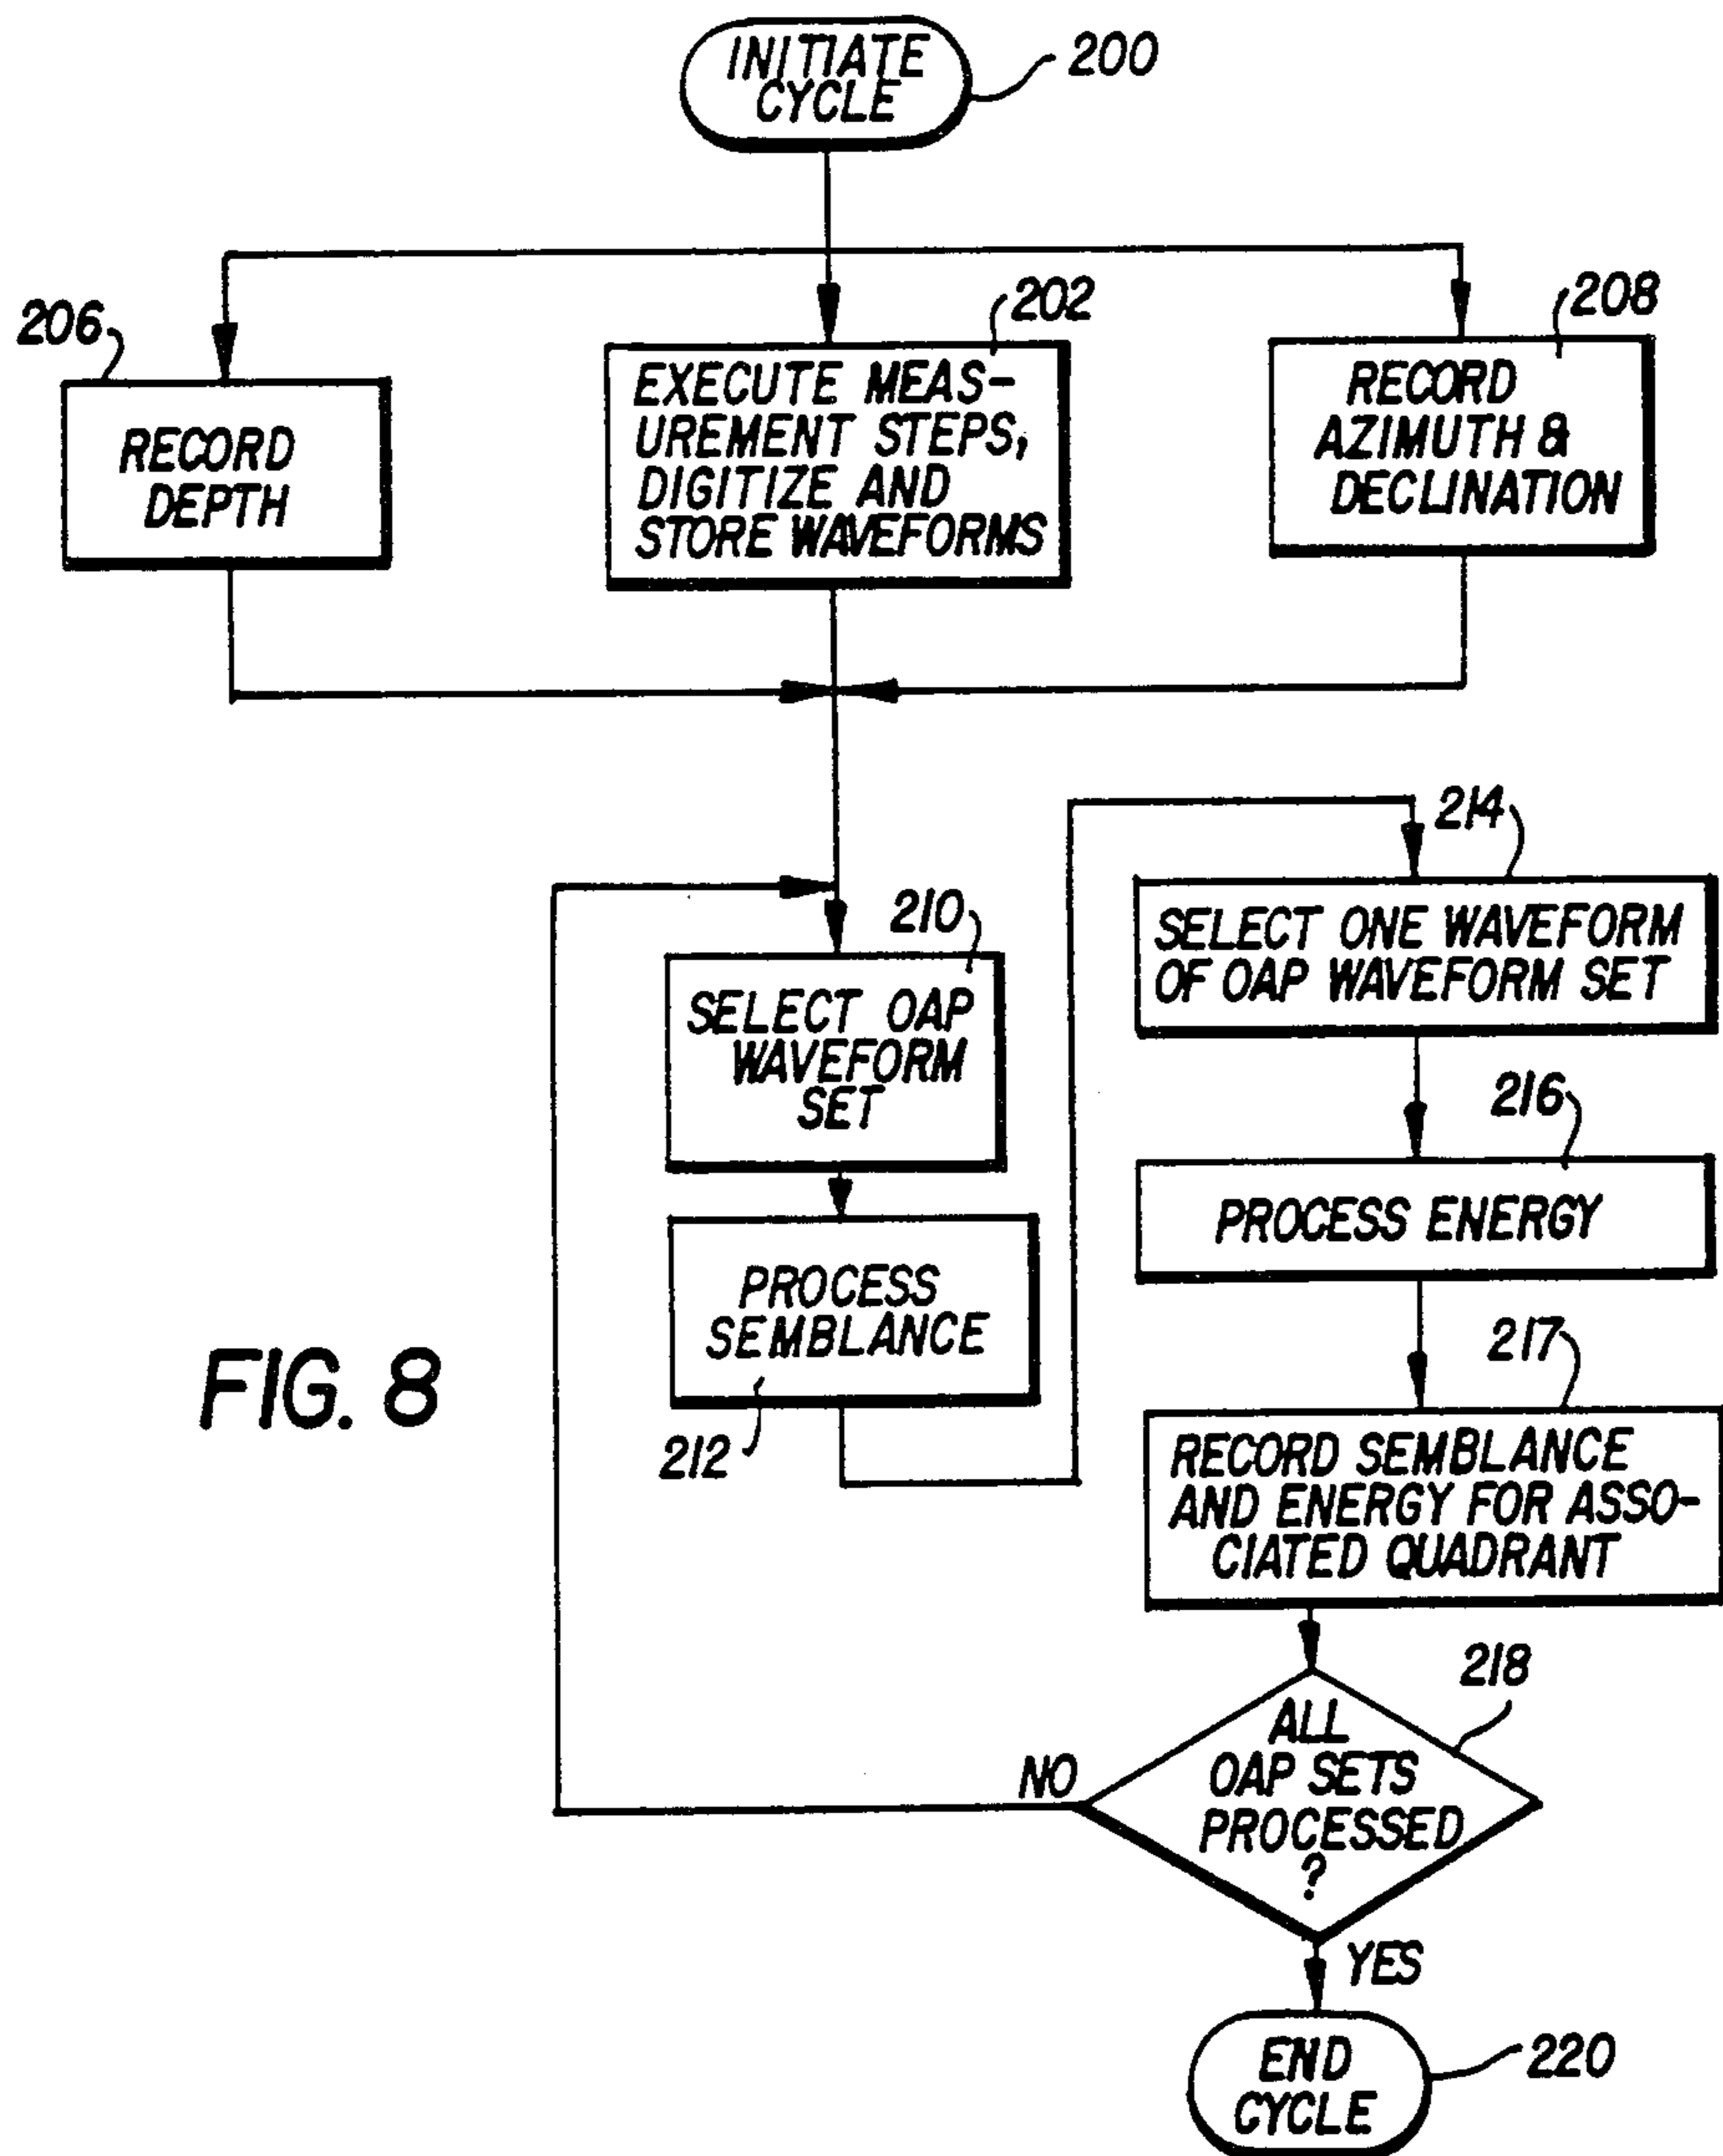 INITIATE
CYCLE
200
206
202
208
RECORD
DEPTH
EXECUTE MEAS-
UREMENT STEPS,
DIGITIZE AND
STORE WAVEFORMS
RECORD
AZIMUTH &
DECLINATION
210
SELECT OAP
WAVEFORM
SET
PROCESS
SEMBLANCE
212
214
SELECT ONE WAVEFORM
OF OAP WAVEFORM SET
216
PROCESS ENERGY
217
RECORD SEMBLANCE
AND ENERGY FOR ASSO-
CIATED QUADRANT
218
ALL
OAP SETS
PROCESSED
?
NO
YES
END
CYCLE
220
FIG. 8